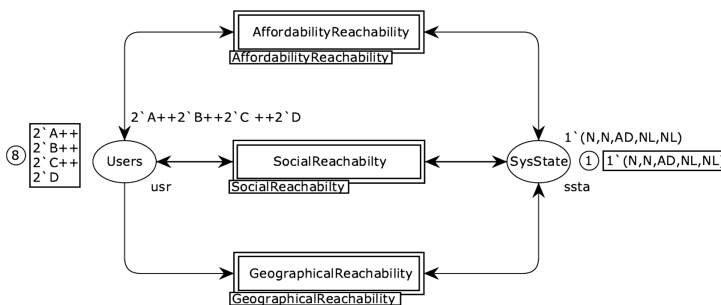 AffordabilityReachability
AffordabilityReachability
2`A++2`B++2`C ++2`D
8
2`A++
2`B++
2`C++
2`D
Users
usr
SocialReachabilty
SocialReachabilty
SysState
1`(N,N,AD,NL,NL)
1
1`(N,N,AD,NL,NL)
ssta
GeographicalReachability
GeographicalReachability